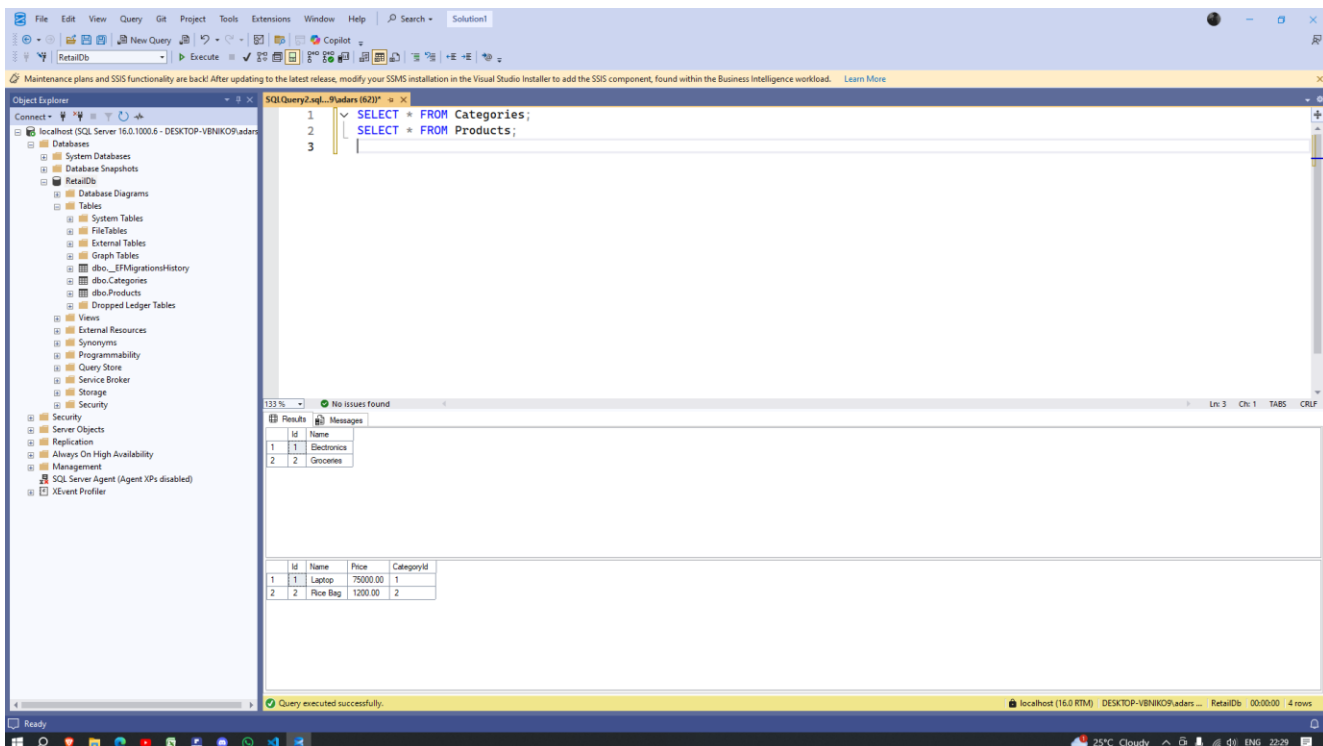 File Edit View Query Git Project Tools Extensions Window Help Search Solution1
New Query Copilot
RetailDb Execute
Maintenance plans and SSIS functionality are back! After updating to the latest release, modify your SSMS installation in the Visual Studio Installer to add the SSIS component, found within the Business Intelligence workload. Learn More
Object Explorer
Connect
localhost (SQL Server 16.0.1000.6 - DESKTOP-VBNIKO9\adars
Databases
System Databases
Database Snapshots
RetailDb
Database Diagrams
Tables
System Tables
FileTables
External Tables
Graph Tables
dbo.__EFMigrationsHistory
dbo.Categories
dbo.Products
Dropped Ledger Tables
Views
External Resources
Synonyms
Programmability
Query Store
Service Broker
Storage
Security
Security
Server Objects
Replication
Always On High Availability
Management
SQL Server Agent (Agent XPs disabled)
XEvent Profiler
SQLQuery2.sql...9\adars (62))*
1 SELECT * FROM Categories;
2 SELECT * FROM Products;
3
133 % No issues found Ln: 3 Ch: 1 TABS CRLF
Results Messages
Id Name
1 1 Electronics
2 2 Groceries
Id Name Price CategoryId
1 1 Laptop 75000.00 1
2 2 Rice Bag 1200.00 2
Query executed successfully. localhost (16.0 RTM) DESKTOP-VBNIKO9\adars ... RetailDb 00:00:00 4 rows
Ready
25°C Cloudy ENG 22:29